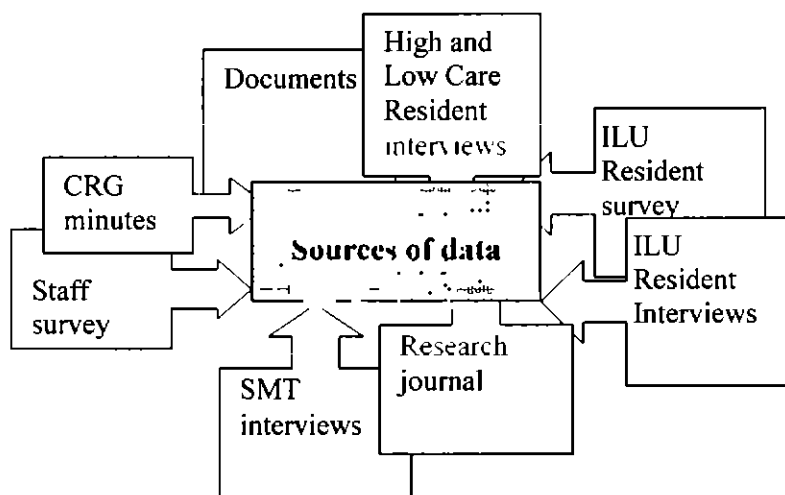 Documents
High and
Low Care
Resident
interviews
ILU
Resident
survey
CRG
minutes
Sources of data
ILU
Resident
Interviews
Staff
survey
Research
journal
SMT
interviews